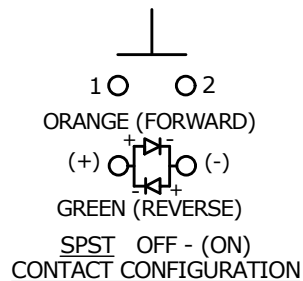 1 2
ORANGE (FORWARD)
+ -
(+) (-)
- +
GREEN (REVERSE)
SPST OFF - (ON)
CONTACT CONFIGURATION